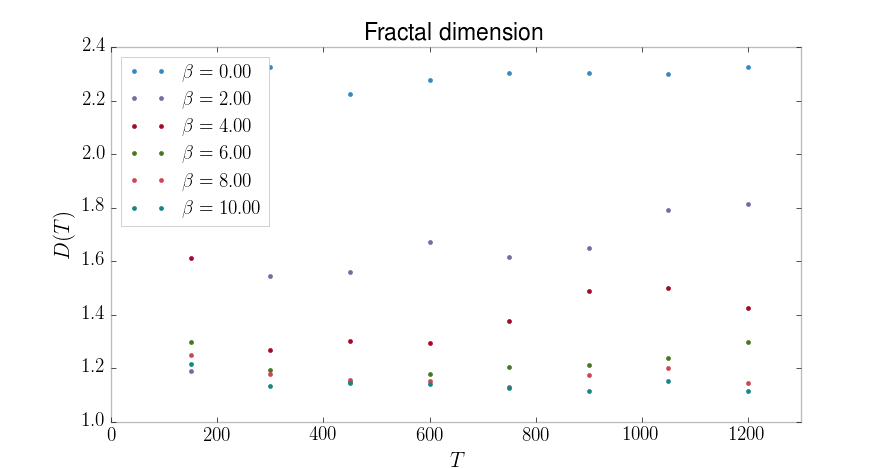 Fractal dimension
2.4
2.2
2.0
1.8
1.6
1.4
1.2
1.0
D(T)
β = 0.00
β = 2.00
β = 4.00
β = 6.00
β = 8.00
β = 10.00
0 200 400 600 800 1000 1200
T